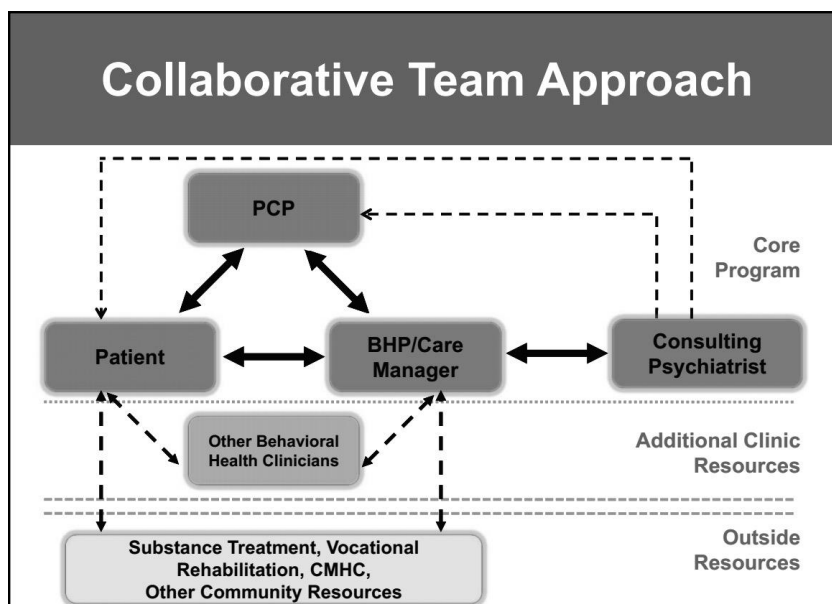 Collaborative Team Approach
PCP
Core
Program
Patient
BHP/Care
Manager
Consulting
Psychiatrist
Other Behavioral
Health Clinicians
Additional Clinic
Resources
Substance Treatment, Vocational
Rehabilitation, CMHC,
Other Community Resources
Outside
Resources